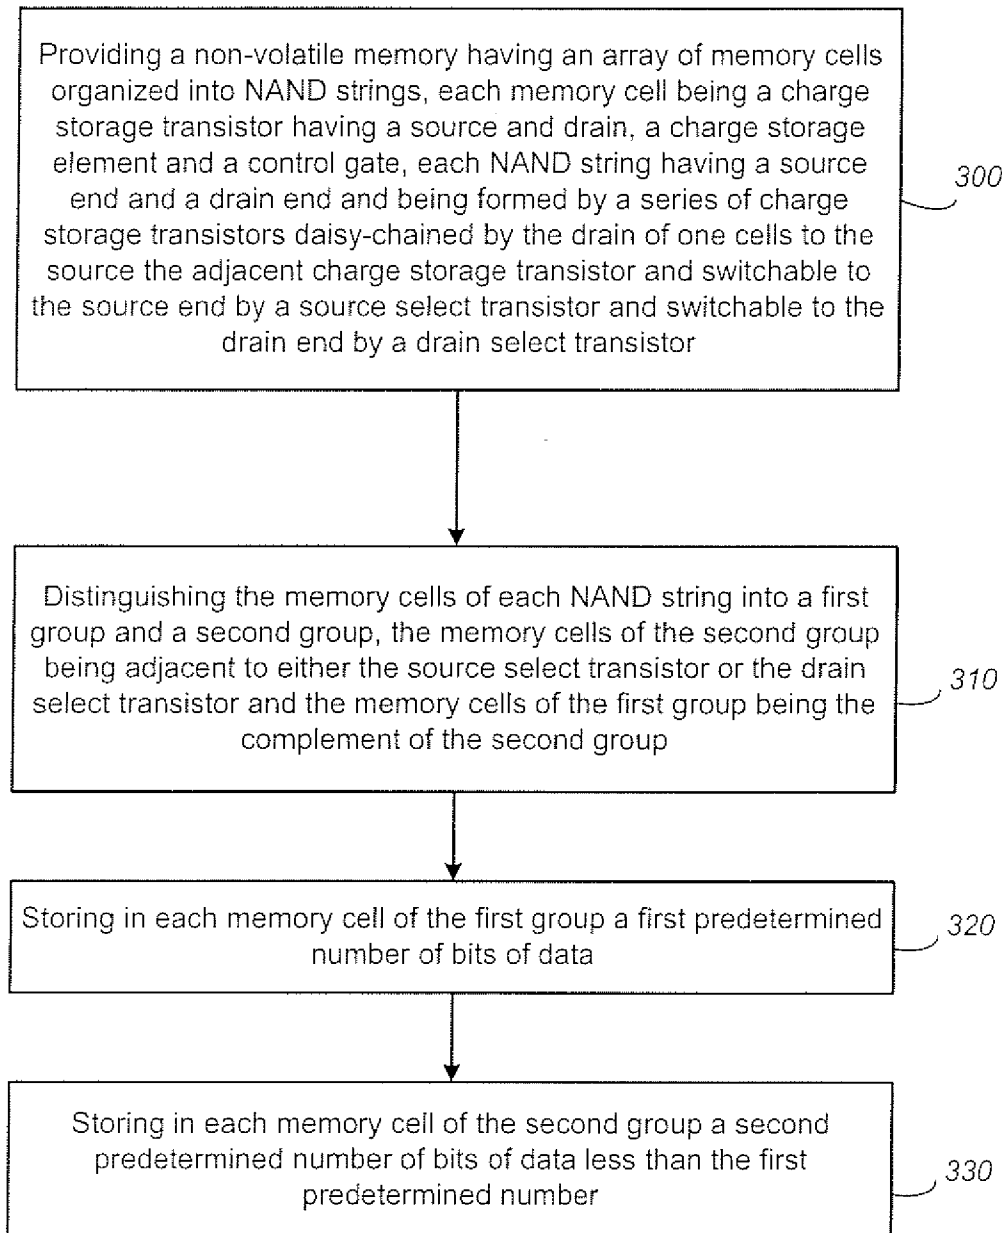 Providing a non-volatile memory having an array of memory cells
organized into NAND strings, each memory cell being a charge
storage transistor having a source and drain, a charge storage
element and a control gate, each NAND string having a source
end and a drain end and being formed by a series of charge
storage transistors daisy-chained by the drain of one cells to the
source the adjacent charge storage transistor and switchable to
the source end by a source select transistor and switchable to the
drain end by a drain select transistor
300
Distinguishing the memory cells of each NAND string into a first
group and a second group, the memory cells of the second group
being adjacent to either the source select transistor or the drain
select transistor and the memory cells of the first group being the
complement of the second group
310
Storing in each memory cell of the first group a first predetermined
number of bits of data
320
Storing in each memory cell of the second group a second
predetermined number of bits of data less than the first
predetermined number
330